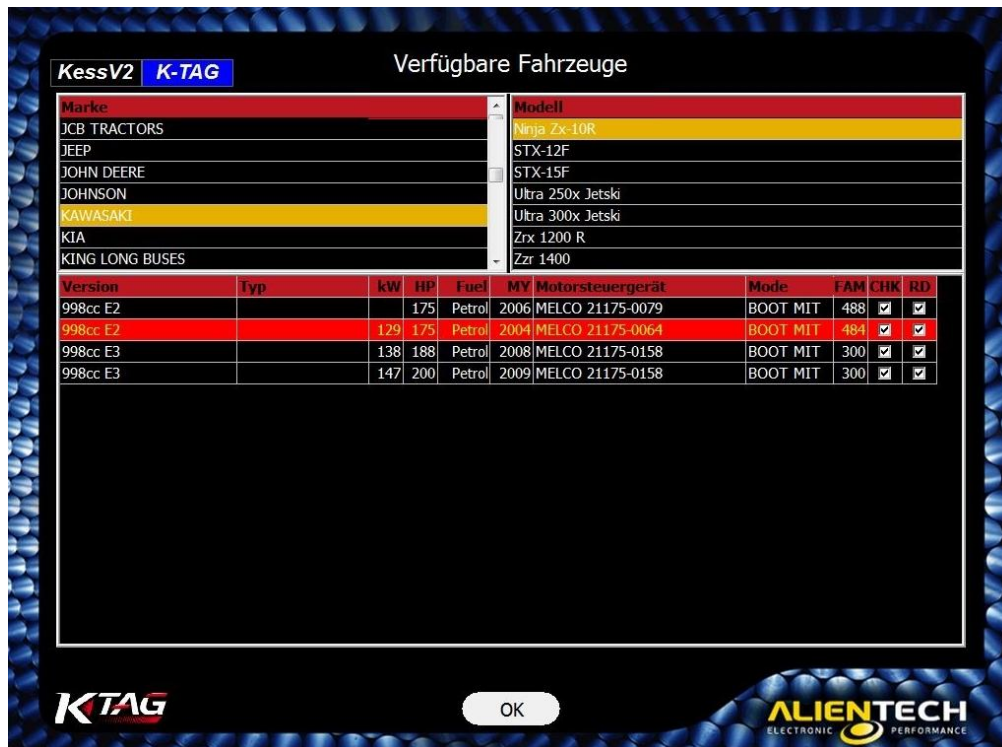 Verfügbare Fahrzeuge
KessV2 K-TAG
Marke
JCB TRACTORS
JEEP
JOHN DEERE
JOHNSON
KAWASAKI
KIA
KING LONG BUSES
Modell
Ninja Zx-10R
STX-12F
STX-15F
Ultra 250x Jetski
Ultra 300x Jetski
Zrx 1200 R
Zzr 1400
Version Typ kW HP Fuel MY Motorsteuergerät Mode FAM CHK RD
998cc E2 175 Petrol 2006 MELCO 21175-0079 BOOT MIT 488
998cc E2 129 175 Petrol 2004 MELCO 21175-0064 BOOT MIT 484
998cc E3 138 188 Petrol 2008 MELCO 21175-0158 BOOT MIT 300
998cc E3 147 200 Petrol 2009 MELCO 21175-0158 BOOT MIT 300
KTAG
OK
ALIENTECH
ELECTRONIC PERFORMANCE